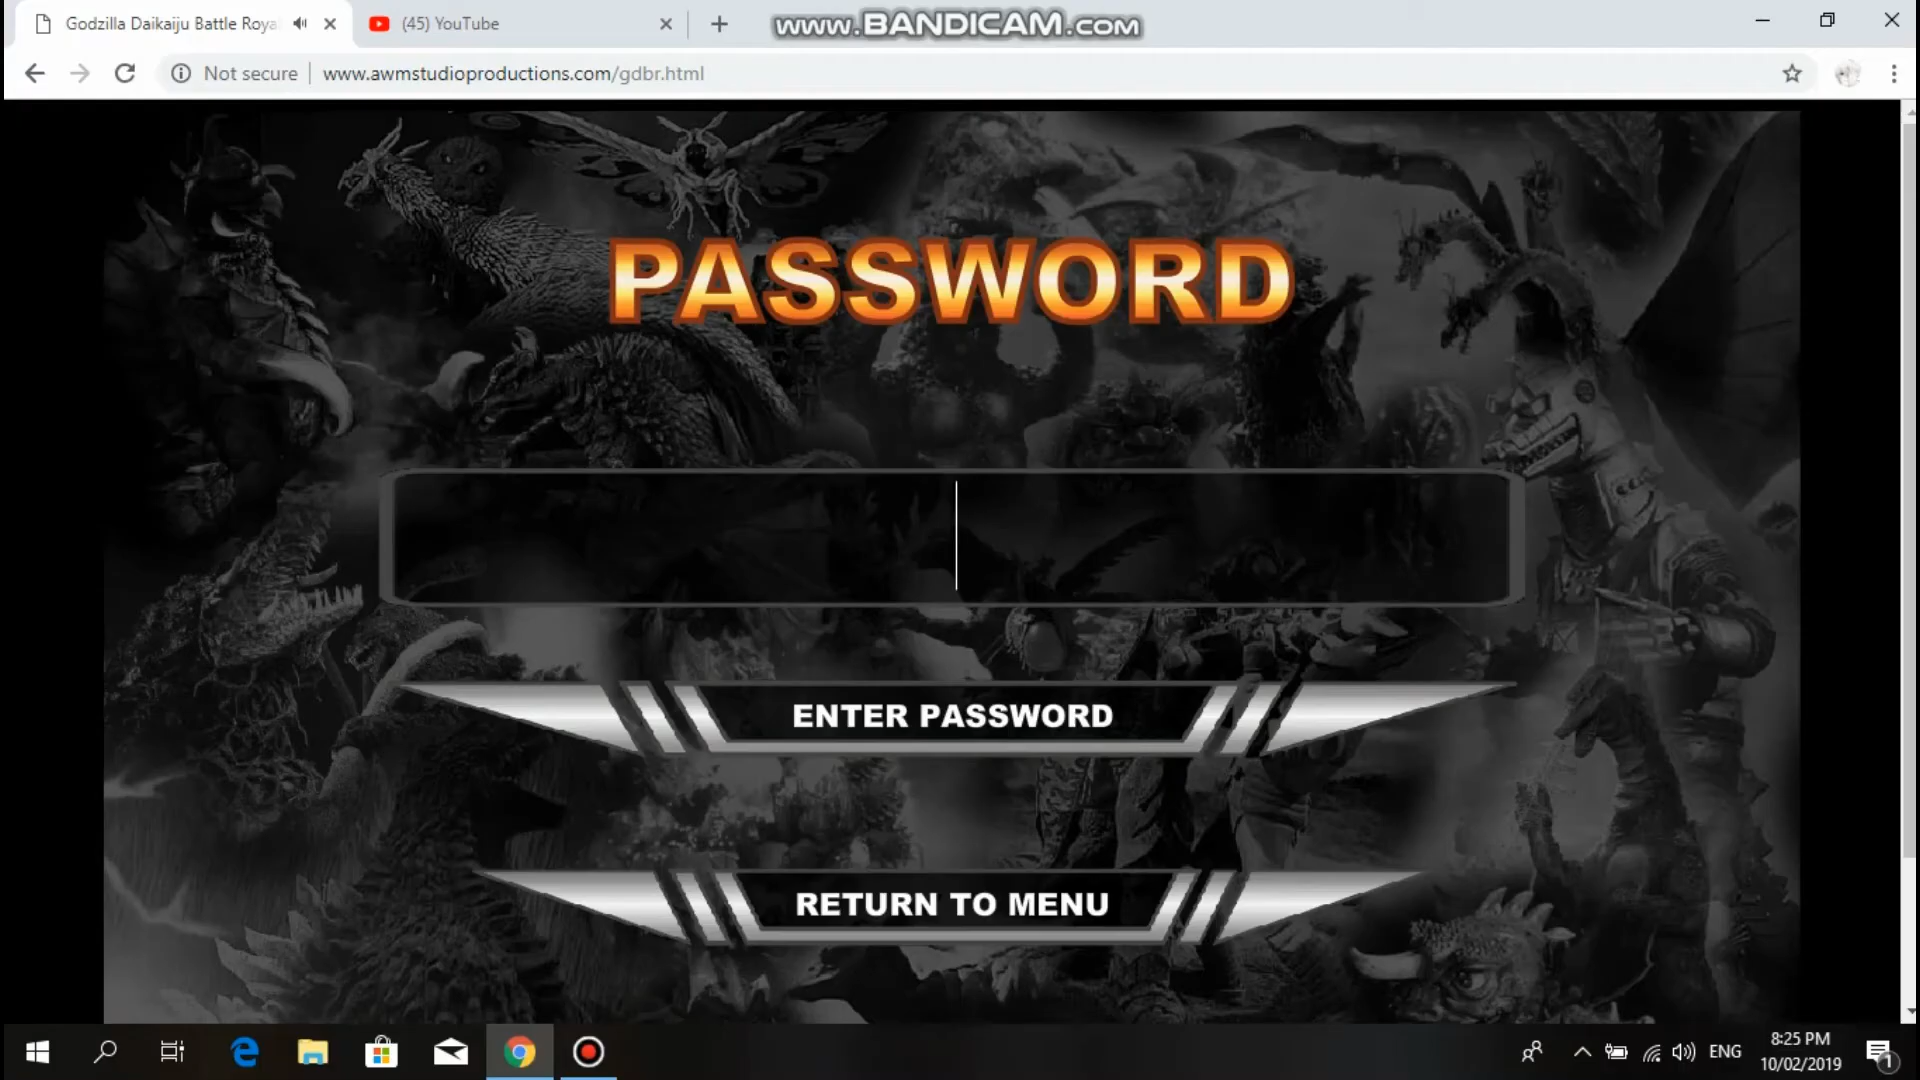 Godzilla Daikaiju Battle Roya
(45) YouTube
www.BANDICAM.com
Not secure
www.awmstudioproductions.com/gdbr.html
PASSWORD
ENTER PASSWORD
RETURN TO MENU
ENG
8:25 PM
10/02/2019
1